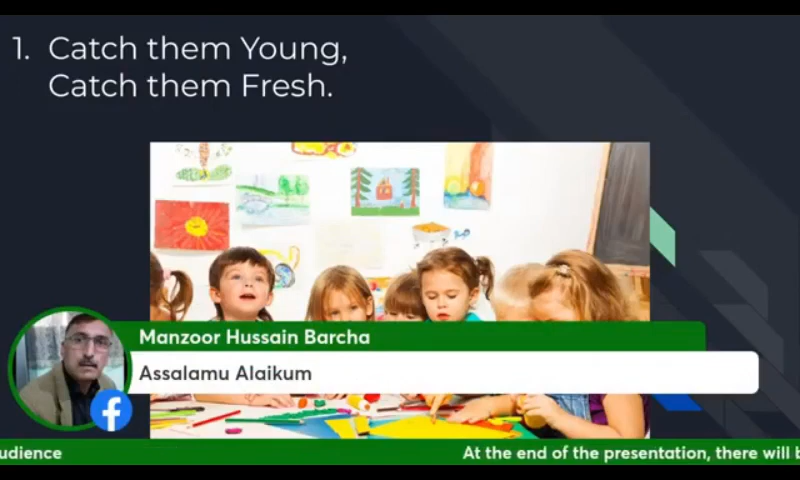 1. Catch them Young,
Catch them Fresh.
Manzoor Hussain Barcha
Assalamu Alaikum
udience At the end of the presentation, there will b